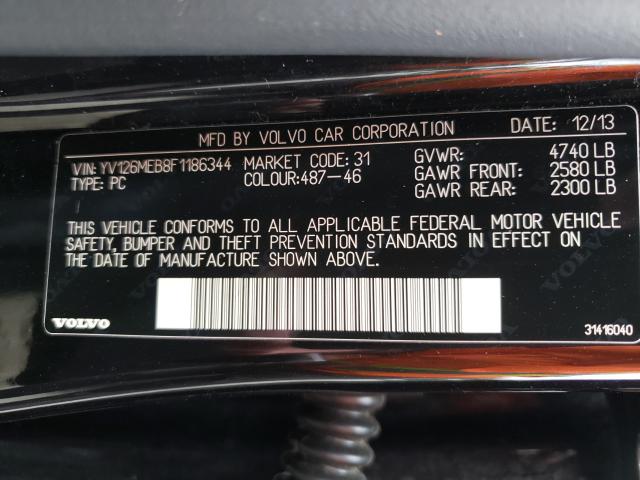 MFD BY VOLVO CAR CORPORATION DATE: 12/13
VIN: YV126MEB8F1186344 MARKET CODE: 31 GVWR: 4740 LB
TYPE: PC COLOUR:487-46 GAWR FRONT: 2580 LB
GAWR REAR: 2300 LB
THIS VEHICLE CONFORMS TO ALL APPLICABLE FEDERAL MOTOR VEHICLE
SAFETY, BUMPER AND THEFT PREVENTION STANDARDS IN EFFECT ON
THE DATE OF MANUFACTURE SHOWN ABOVE.
VOLVO 31416040